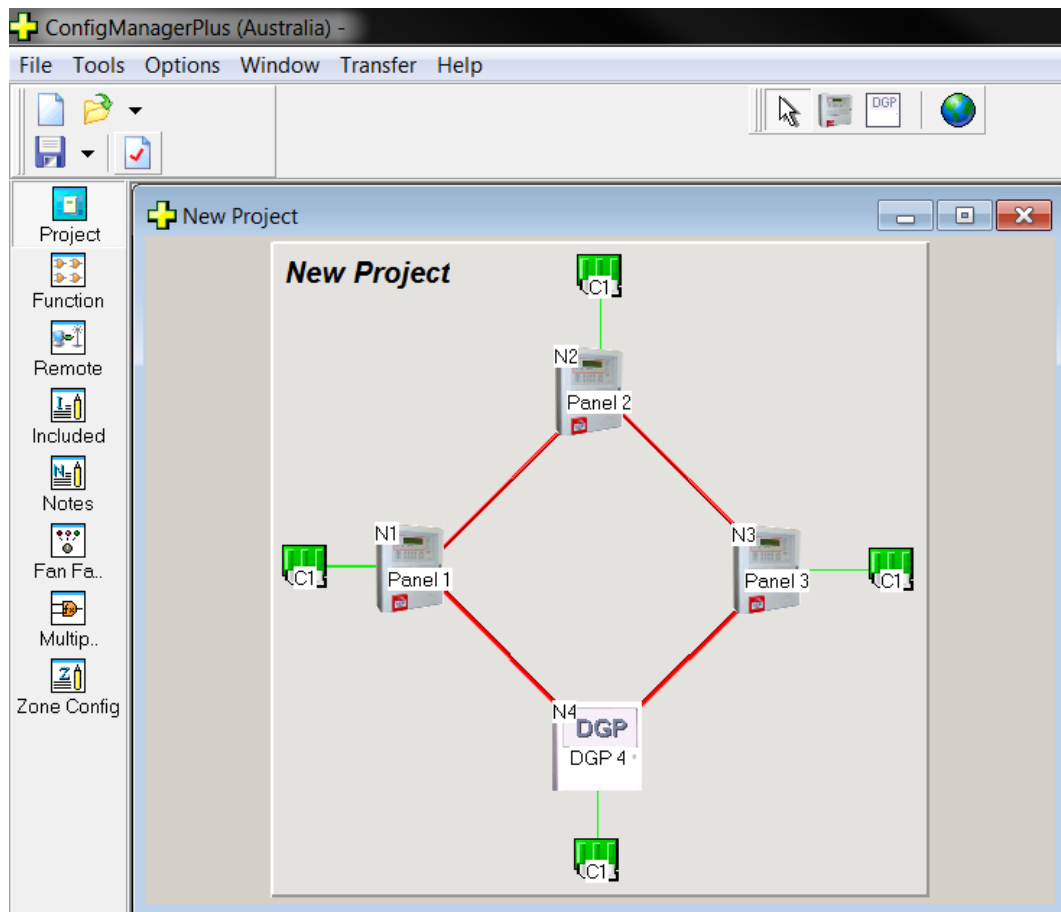 ConfigManagerPlus (Australia) -
File Tools Options Window Transfer Help
DGP
Project
Function
Remote
Included
Notes
Fan Fa..
Multip..
Zone Config
New Project
New Project
C1
N2
Panel 2
N1
C1
Panel 1
N3
Panel 3
C1
N4
DGP
DGP 4
C1